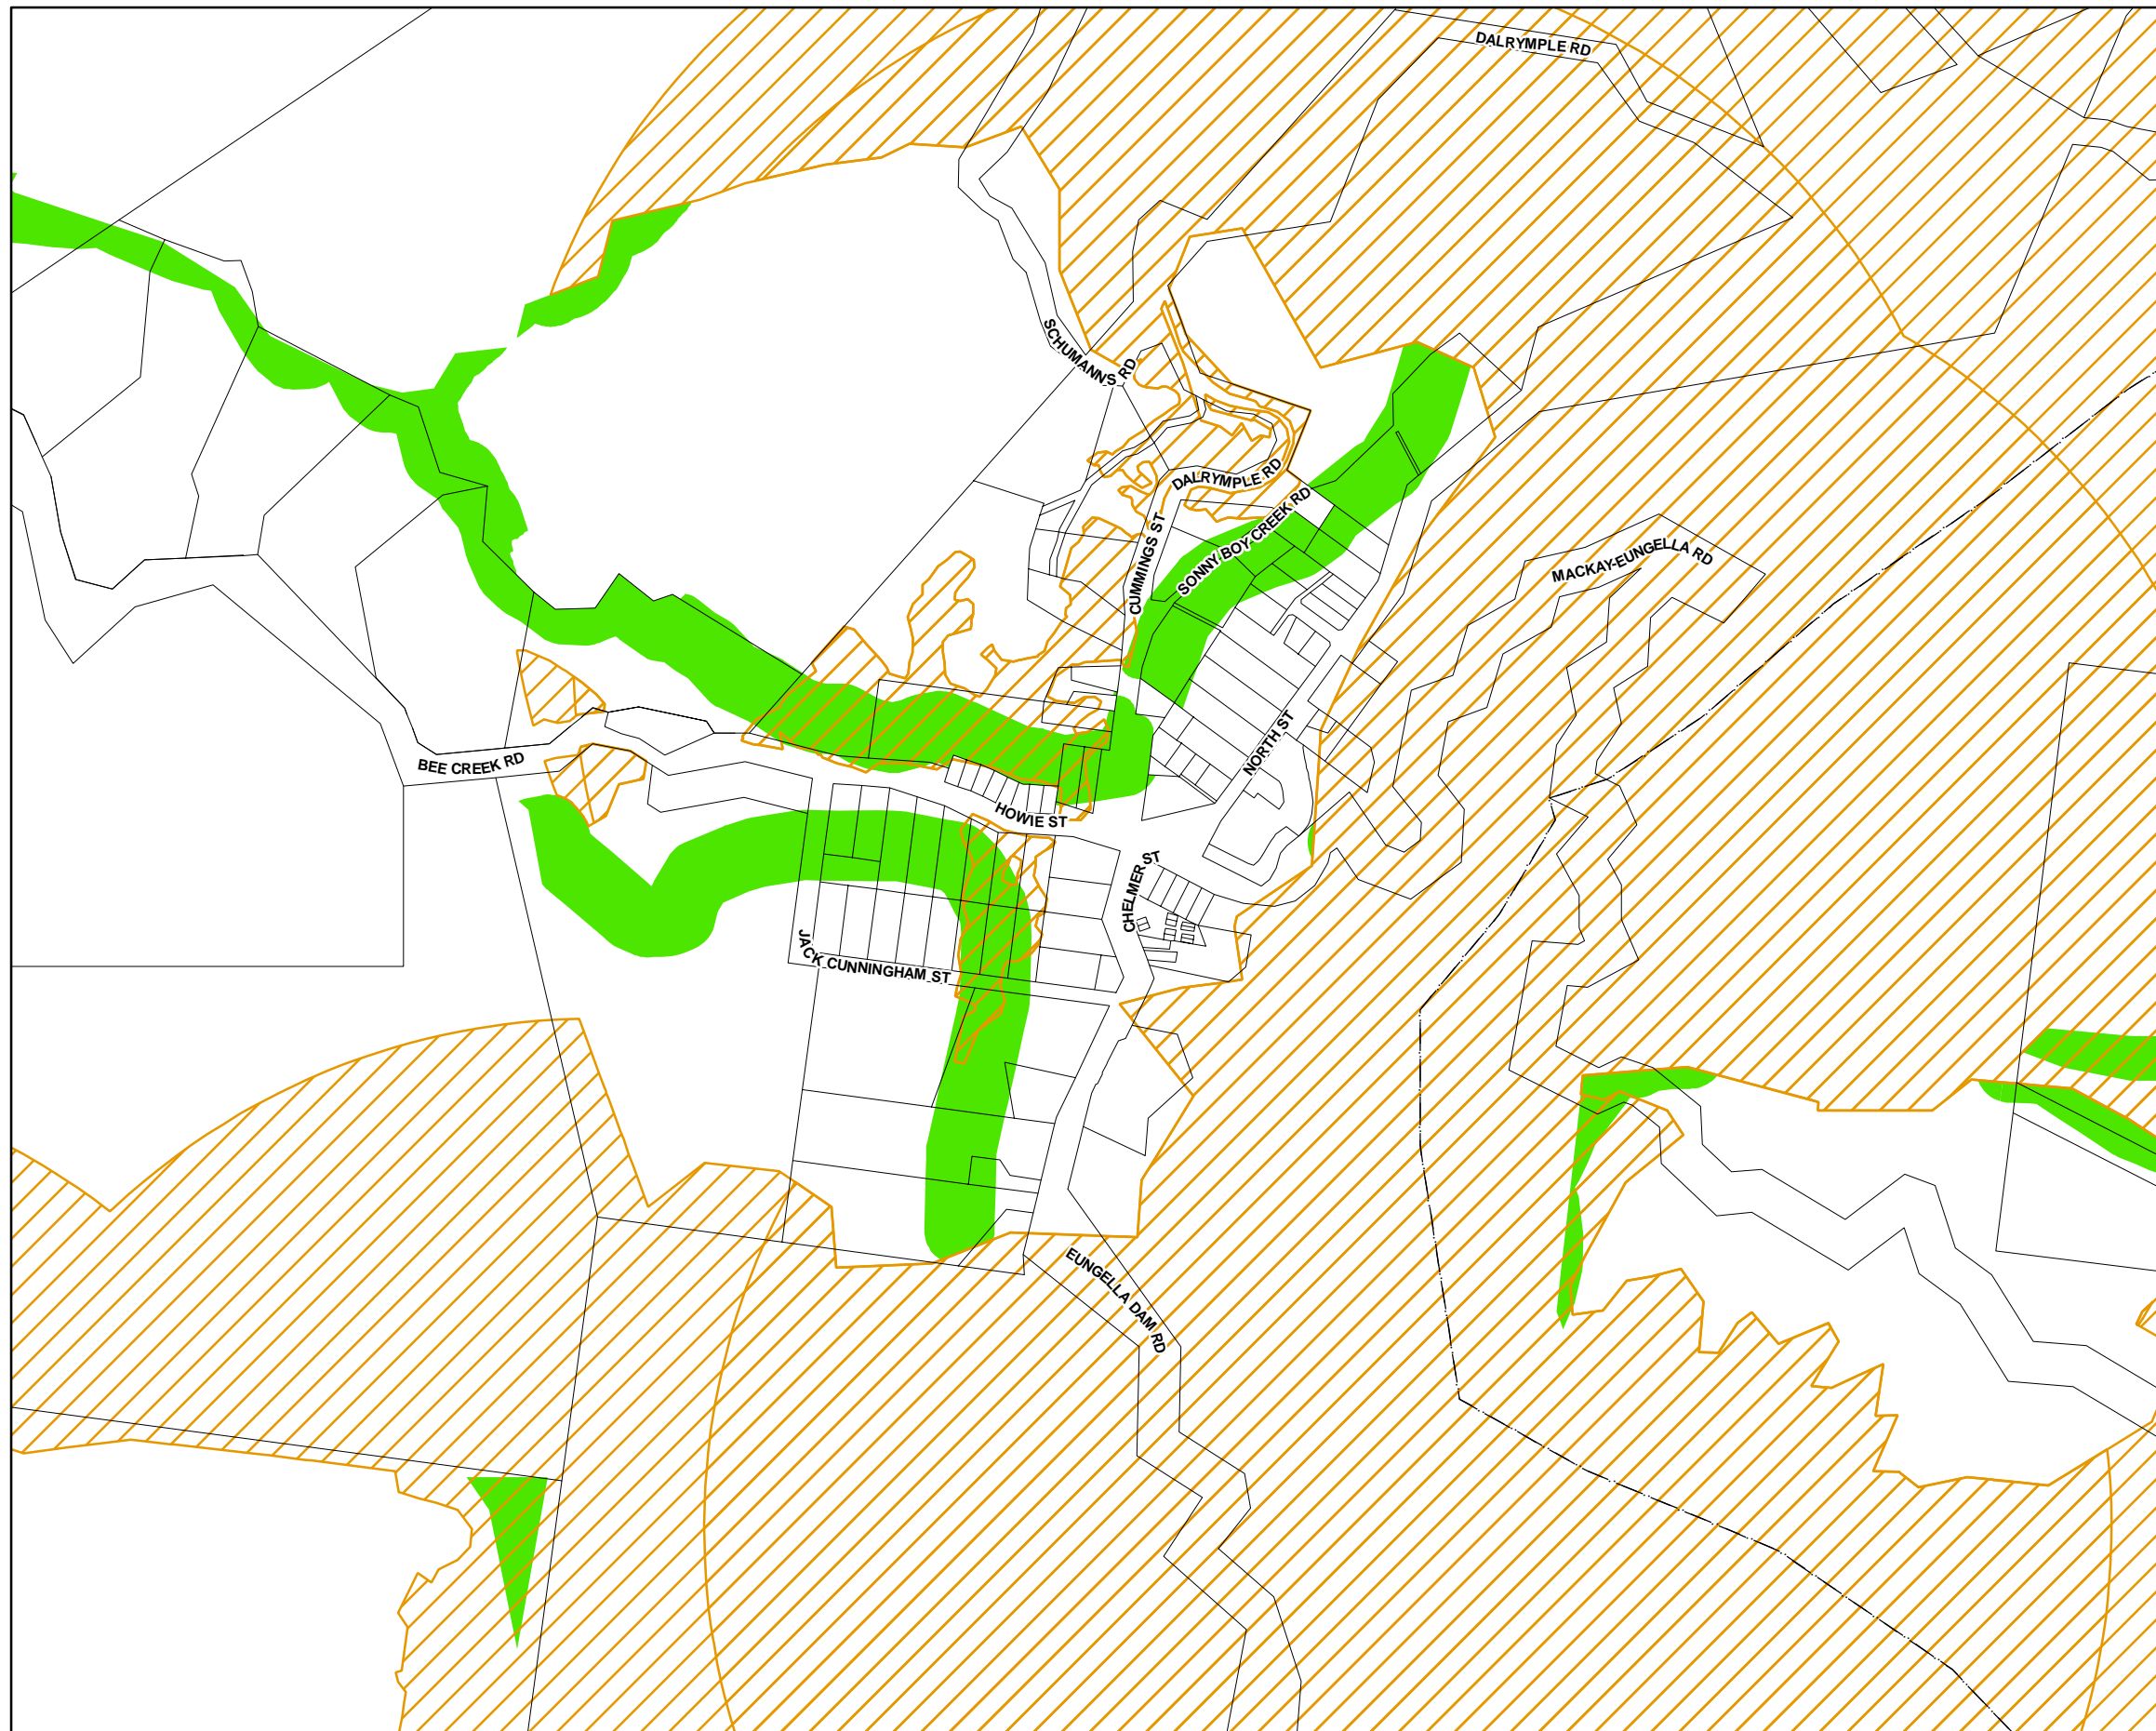 DALRYMPLE RD
SCHUMANNS RD
DALRYMPLE RD
SONNY BOY CREEK RD
CUMMINGS ST
MACKAY-EUNGELLA RD
NORTH ST
BEE CREEK RD
HOWIE ST
CHELMER ST
JACK CUNNINGHAM ST
EUNGELLA DAM RD